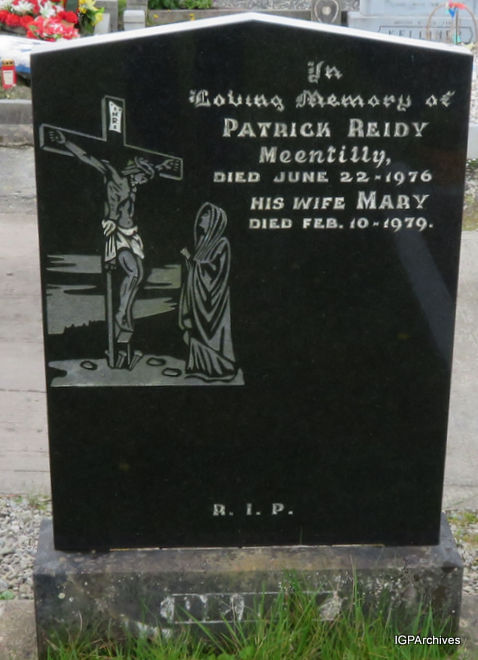 In
Loving Memory of
PATRICK REIDY
Meentilly,
DIED JUNE 22-1976
HIS WIFE MARY
DIED FEB. 10-1979.
R. I. P.
INRI
IGPArchives